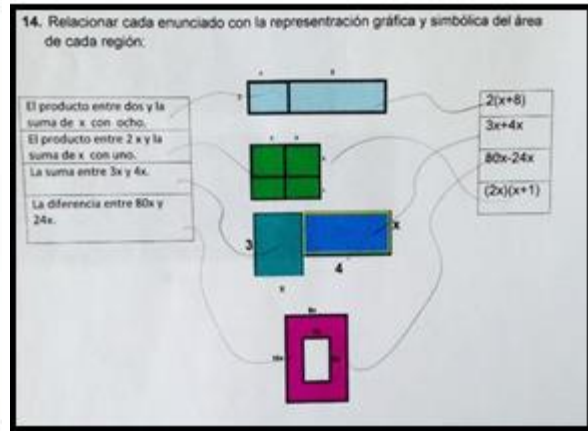 14. Relacionar cada enunciado con la representración gráfica y simbólica del área
de cada región:
El producto entre dos y la
suma de x con ocho.
El producto entre 2 x y la
suma de x con uno.
La suma entre 3x y 4x.
La diferencia entre 80x y
24x.
2(x+8)
3x+4x
80x-24x
(2x)(x+1)
3
x
4